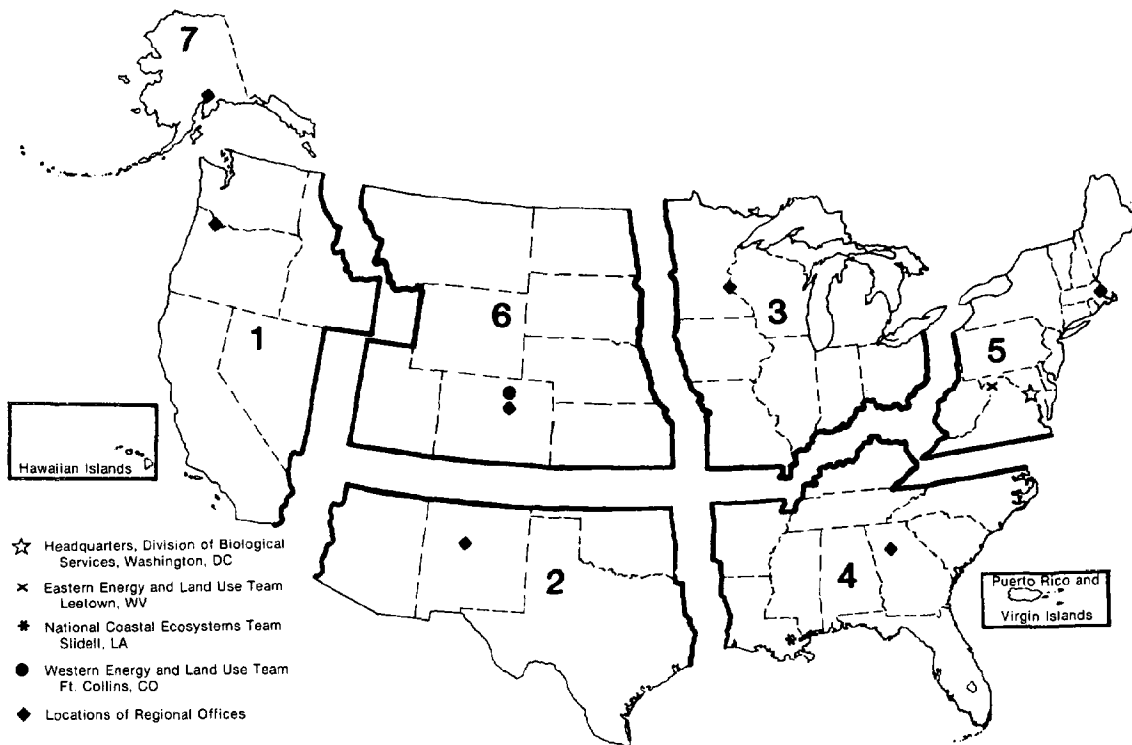 7
6
3
1
5
Hawaiian Islands
2
4
Puerto Rico and
Virgin Islands
Headquarters, Division of Biological
Services, Washington, DC
Eastern Energy and Land Use Team
Leetown, WV
National Coastal Ecosystems Team
Slidell, LA
Western Energy and Land Use Team
Ft. Collins, CO
Locations of Regional Offices